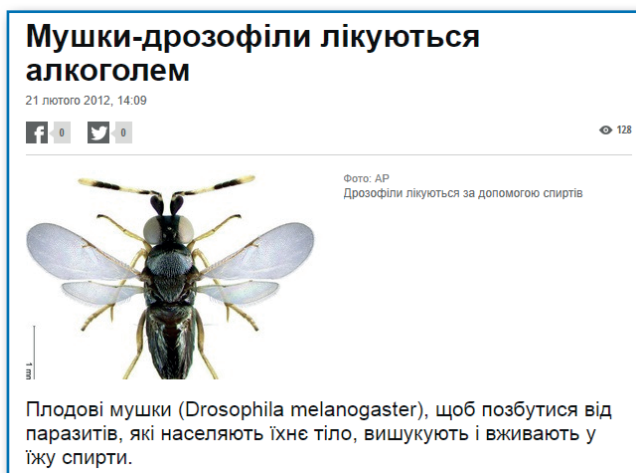 Мушки-дрозофіли лікуються
алкоголем
21 лютого 2012, 14:09
0
0
128
Фото: AP
Дрозофіли лікуються за допомогою спиртів
1 mm
Плодові мушки (Drosophila melanogaster), щоб позбутися від
паразитів, які населяють їхнє тіло, вишукують і вживають у
їжу спирти.